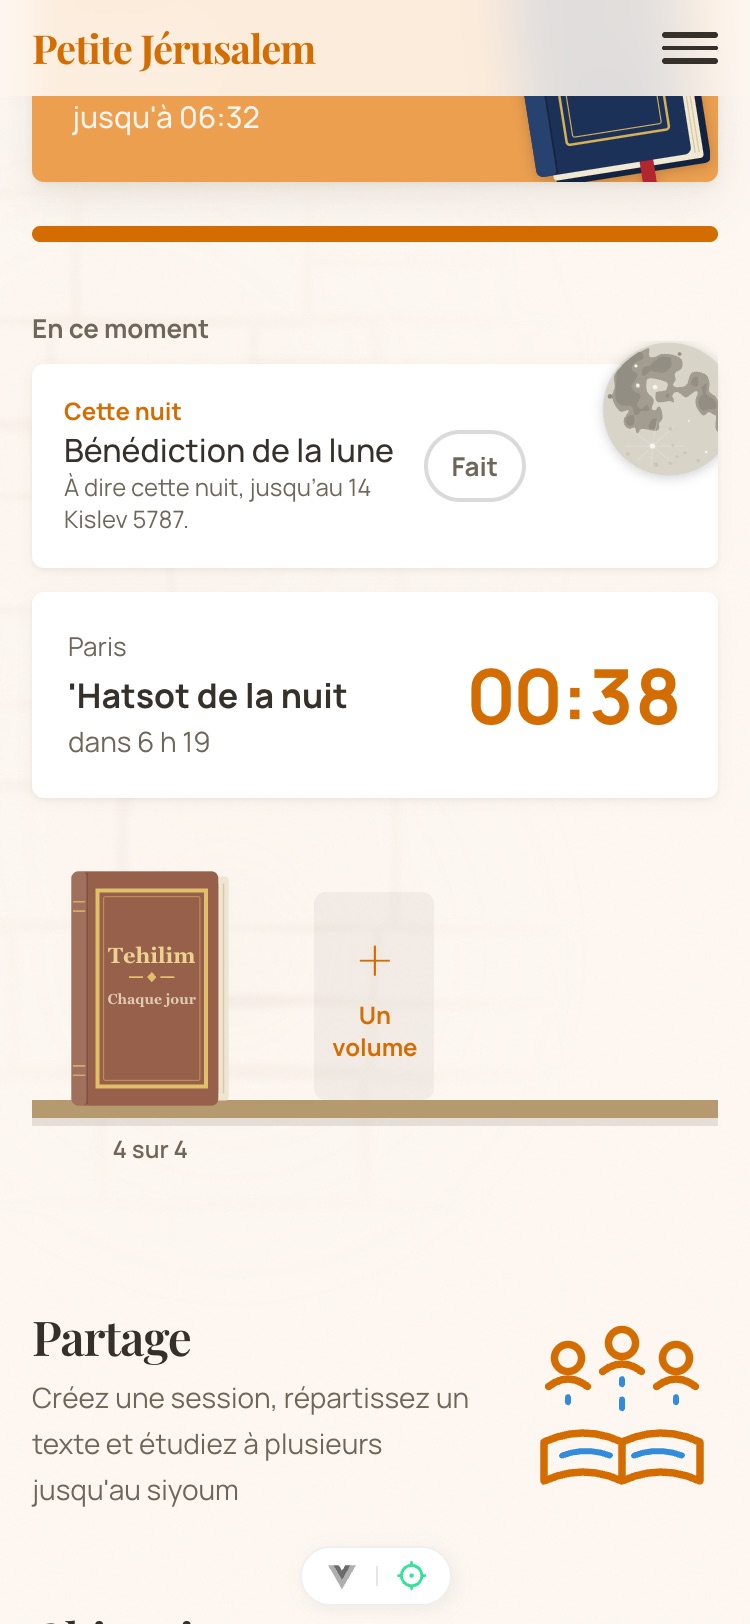 Petite Jérusalem
jusqu'à 06:32
En ce moment
Cette nuit
Bénédiction de la lune
À dire cette nuit, jusqu’au 14
Kislev 5787.
Fait
Paris
'Hatsot de la nuit
dans 6 h 19
00:38
Tehilim
Chaque jour
+
Un
volume
4 sur 4
Partage
Créez une session, répartissez un
texte et étudiez à plusieurs
jusqu'au siyoum